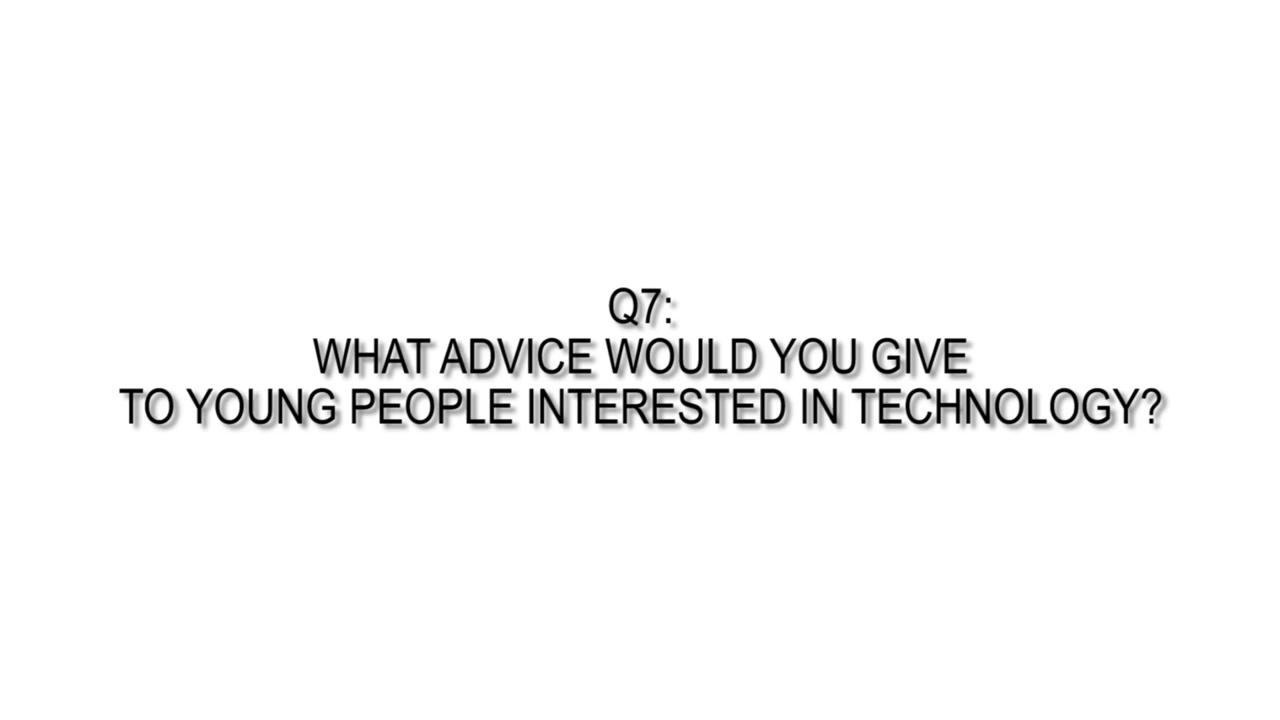 Q7:
WHAT ADVICE WOULD YOU GIVE
TO YOUNG PEOPLE INTERESTED IN TECHNOLOGY?